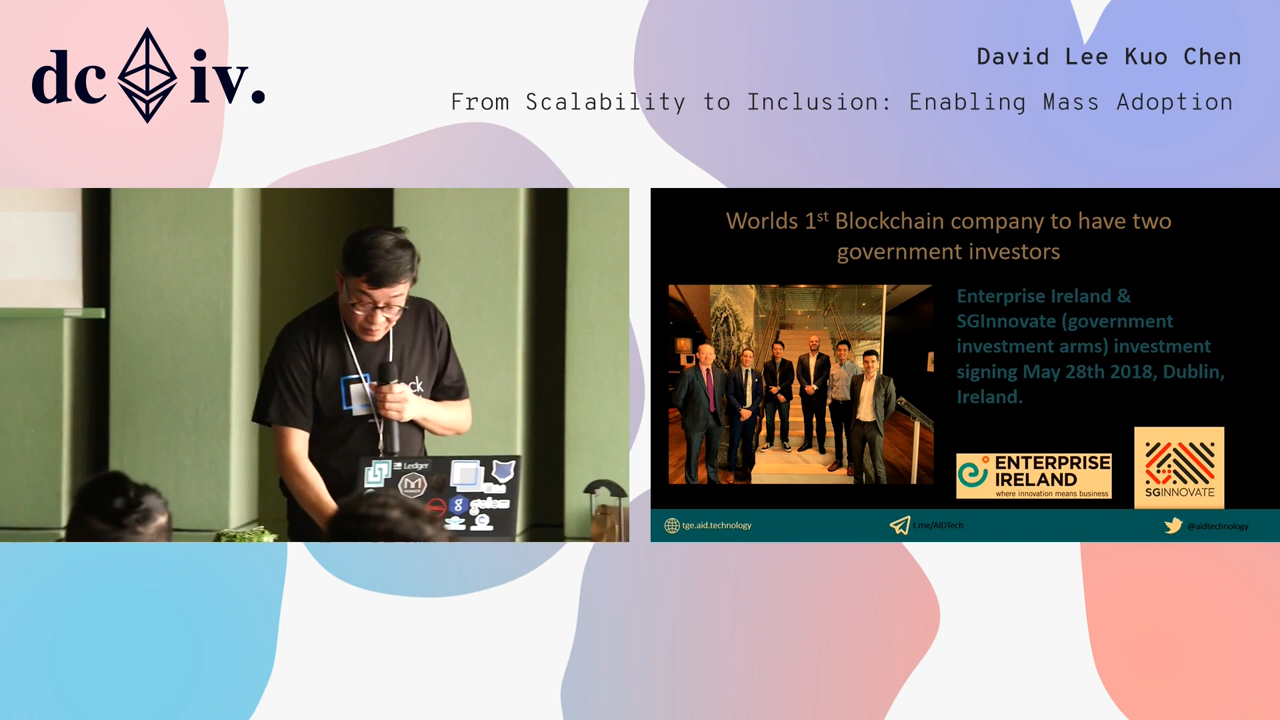 dc iv.
David Lee Kuo Chen
From Scalability to Inclusion: Enabling Mass Adoption
Worlds 1st Blockchain company to have two
government investors
Enterprise Ireland &
SGInnovate (government
investment arms) investment
signing May 28th 2018, Dublin,
Ireland.
ENTERPRISE
IRELAND
where innovation means business
SGINNOVATE
tge.aid.technology
t.me/AIDTech
@aidtechnology
ock
Ledger
golem